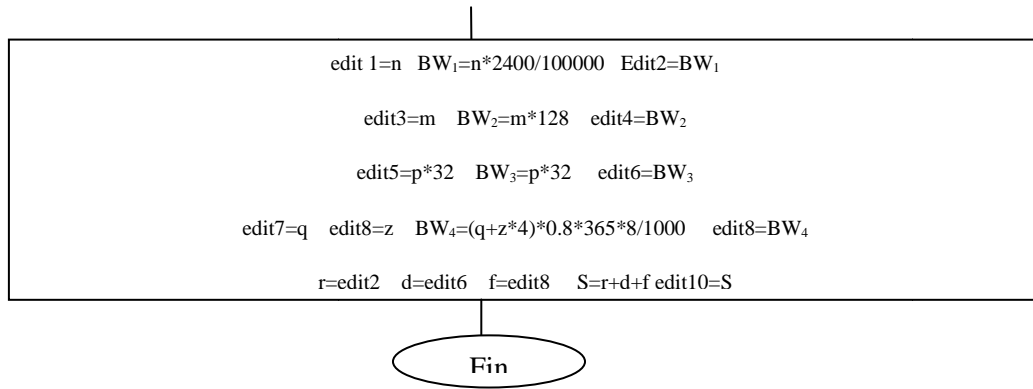 edit 1=n BW₁=n*2400/100000 Edit2=BW₁
edit3=m BW₂=m*128 edit4=BW₂
edit5=p*32 BW₃=p*32 edit6=BW₃
edit7=q edit8=z BW₄=(q+z*4)*0.8*365*8/1000 edit8=BW₄
r=edit2 d=edit6 f=edit8 S=r+d+f edit10=S
Fin